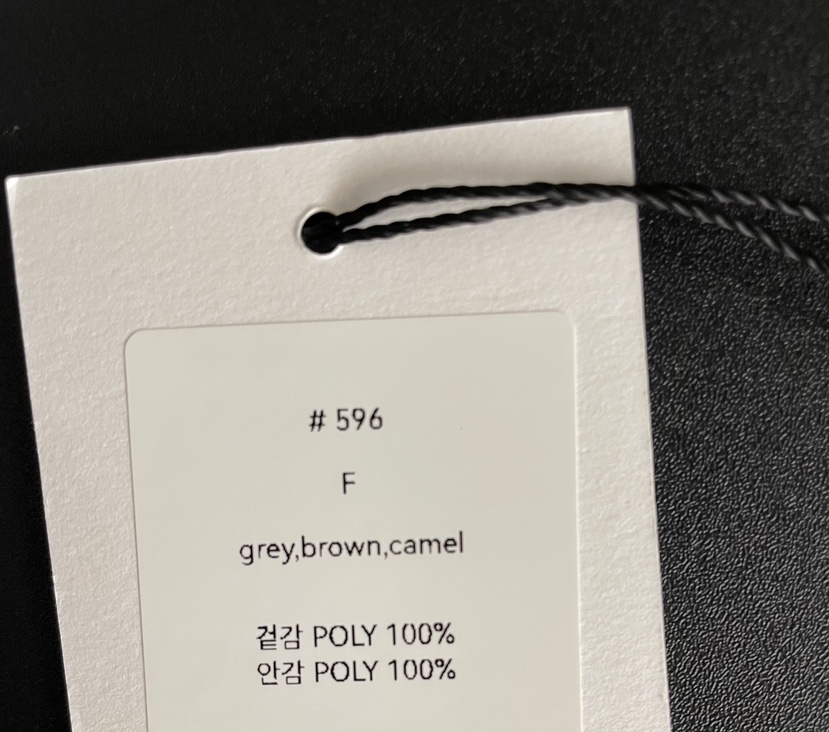 # 596
F
grey,brown,camel
겉감 POLY 100%
안감 POLY 100%